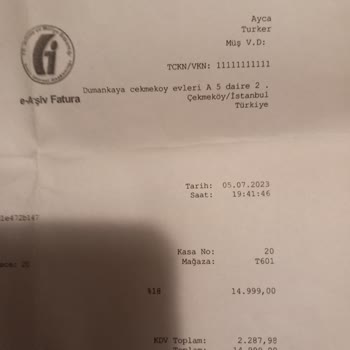 Ayca
Turker
Müş V.D:
TCKN/VKN: 11111111111
Dumankaya cekmekoy evleri A 5 daire 2 .
Çekmeköy/İstanbul
Türkiye
e-Arşiv Fatura
Tarih: 05.07.2023
Saat: 19:41:46
1e472b147
Kasa No: 20
Mağaza: T601
%18 14.999,00
KDV Toplam: 2.287,98
Toplam: